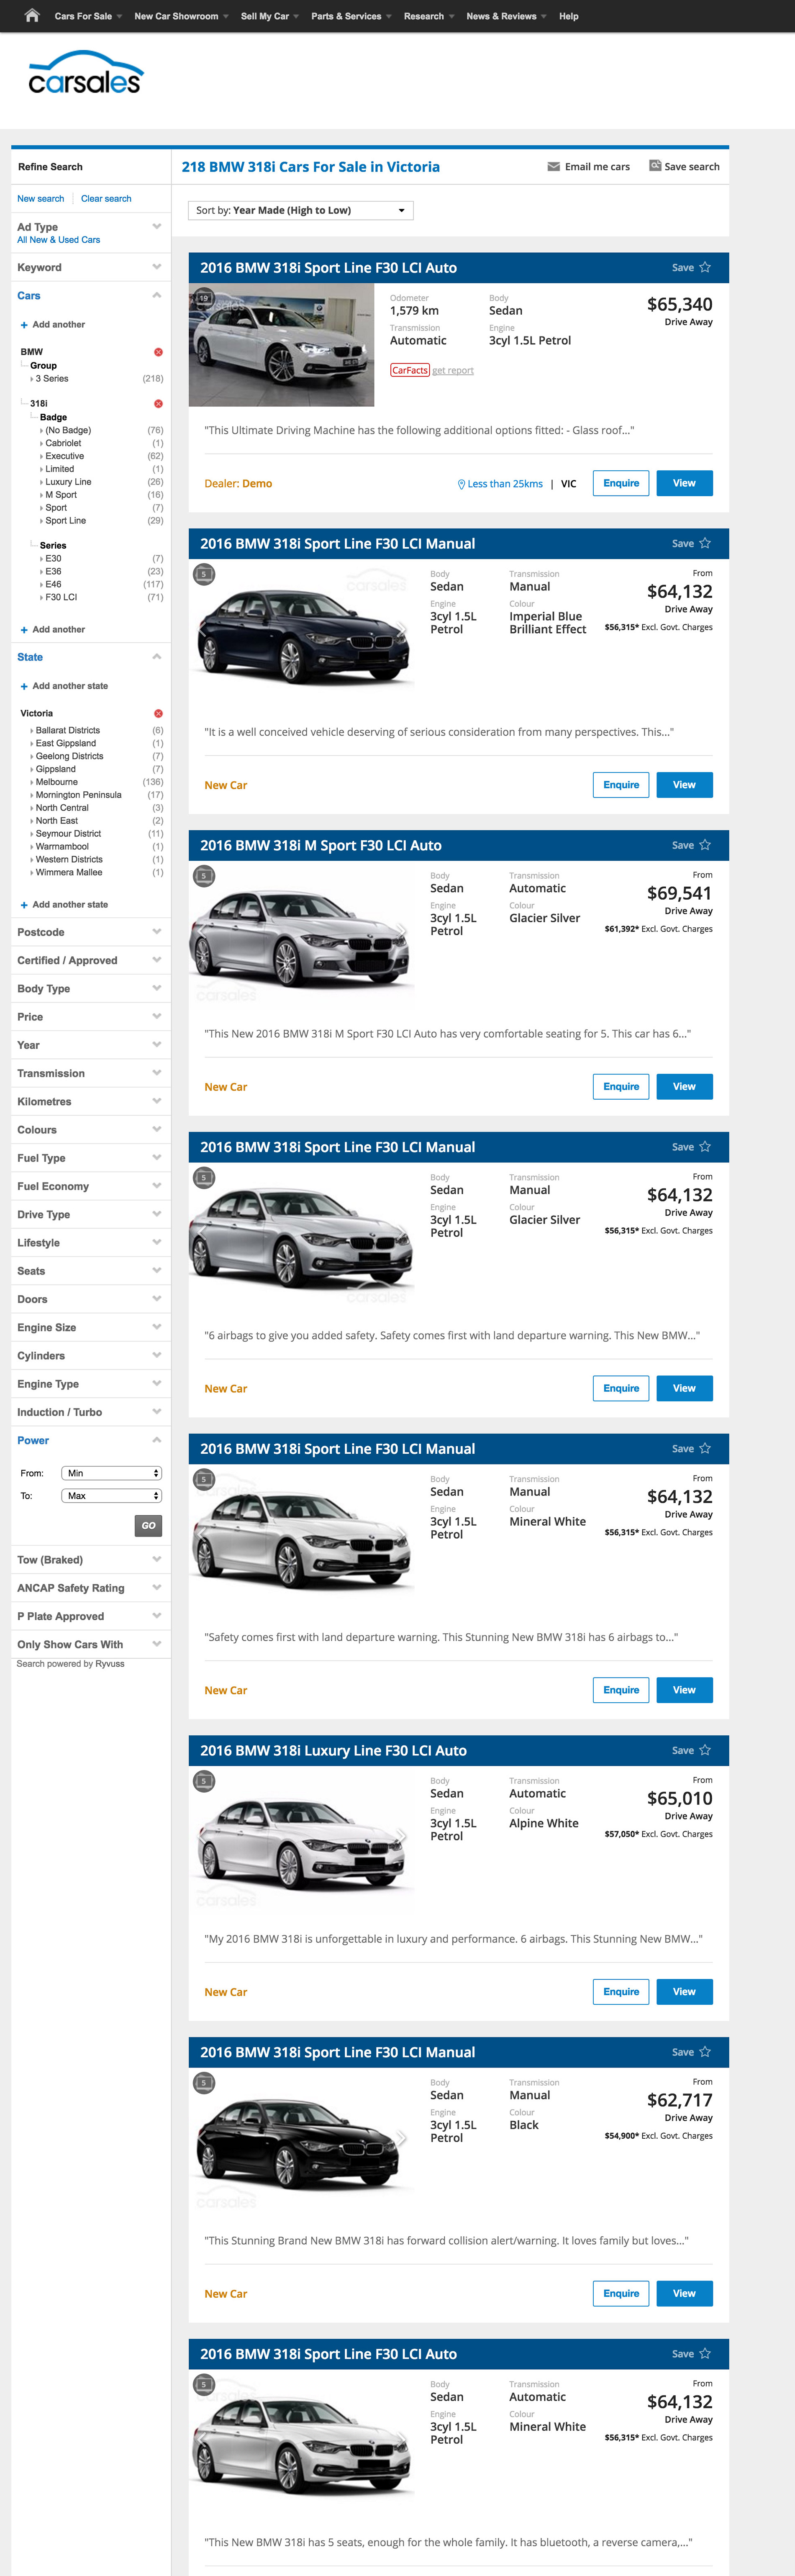 Cars For Sale New Car Showroom Sell My Car Parts & Services Research News & Reviews Help
carsales
Refine Search
New search Clear search
Ad Type
All New & Used Cars
Keyword
Cars
+ Add another
BMW
Group
3 Series (218)
318i
Badge
(No Badge) (76)
Cabriolet (1)
Executive (62)
Limited (1)
Luxury Line (26)
M Sport (16)
Sport (7)
Sport Line (29)
Series
E30 (7)
E36 (23)
E46 (117)
F30 LCI (71)
+ Add another
State
+ Add another state
Victoria
Ballarat Districts (6)
East Gippsland (1)
Geelong Districts (7)
Gippsland (7)
Melbourne (136)
Mornington Peninsula (17)
North Central (3)
North East (2)
Seymour District (11)
Warrnambool (1)
Western Districts (1)
Wimmera Mallee (1)
+ Add another state
Postcode
Certified / Approved
Body Type
Price
Year
Transmission
Kilometres
Colours
Fuel Type
Fuel Economy
Drive Type
Lifestyle
Seats
Doors
Engine Size
Cylinders
Engine Type
Induction / Turbo
Power
From: Min
To: Max
GO
Tow (Braked)
ANCAP Safety Rating
P Plate Approved
Only Show Cars With
Search powered by Ryvuss
218 BMW 318i Cars For Sale in Victoria
Email me cars Save search
Sort by: Year Made (High to Low)
2016 BMW 318i Sport Line F30 LCI Auto Save
19
Odometer Body
1,579 km Sedan
$65,340
Drive Away
Transmission Engine
Automatic 3cyl 1.5L Petrol
CarFacts get report
"This Ultimate Driving Machine has the following additional options fitted: - Glass roof..."
Dealer: Demo Less than 25kms | VIC Enquire View
2016 BMW 318i Sport Line F30 LCI Manual Save
5
carsales
Body Transmission From
Sedan Manual $64,132
Drive Away
Engine Colour
3cyl 1.5L Imperial Blue
Petrol Brilliant Effect
$56,315* Excl. Govt. Charges
"It is a well conceived vehicle deserving of serious consideration from many perspectives. This..."
New Car Enquire View
2016 BMW 318i M Sport F30 LCI Auto Save
5
carsales
Body Transmission From
Sedan Automatic $69,541
Drive Away
Engine Colour
3cyl 1.5L Glacier Silver
Petrol
$61,392* Excl. Govt. Charges
"This New 2016 BMW 318i M Sport F30 LCI Auto has very comfortable seating for 5. This car has 6..."
New Car Enquire View
2016 BMW 318i Sport Line F30 LCI Manual Save
5
carsales
Body Transmission From
Sedan Manual $64,132
Drive Away
Engine Colour
3cyl 1.5L Glacier Silver
Petrol
$56,315* Excl. Govt. Charges
"6 airbags to give you added safety. Safety comes first with land departure warning. This New BMW..."
New Car Enquire View
2016 BMW 318i Sport Line F30 LCI Manual Save
5
Body Transmission From
Sedan Manual $64,132
Drive Away
Engine Colour
3cyl 1.5L Mineral White
Petrol
$56,315* Excl. Govt. Charges
"Safety comes first with land departure warning. This Stunning New BMW 318i has 6 airbags to..."
New Car Enquire View
2016 BMW 318i Luxury Line F30 LCI Auto Save
5
carsales
Body Transmission From
Sedan Automatic $65,010
Drive Away
Engine Colour
3cyl 1.5L Alpine White
Petrol
$57,050* Excl. Govt. Charges
"My 2016 BMW 318i is unforgettable in luxury and performance. 6 airbags. This Stunning New BMW..."
New Car Enquire View
2016 BMW 318i Sport Line F30 LCI Manual Save
5
carsales
Body Transmission From
Sedan Manual $62,717
Drive Away
Engine Colour
3cyl 1.5L Black
Petrol
$54,900* Excl. Govt. Charges
"This Stunning Brand New BMW 318i has forward collision alert/warning. It loves family but loves..."
New Car Enquire View
2016 BMW 318i Sport Line F30 LCI Auto Save
5
Body Transmission From
Sedan Automatic $64,132
Drive Away
Engine Colour
3cyl 1.5L Mineral White
Petrol
$56,315* Excl. Govt. Charges
"This New BMW 318i has 5 seats, enough for the whole family. It has bluetooth, a reverse camera,..."